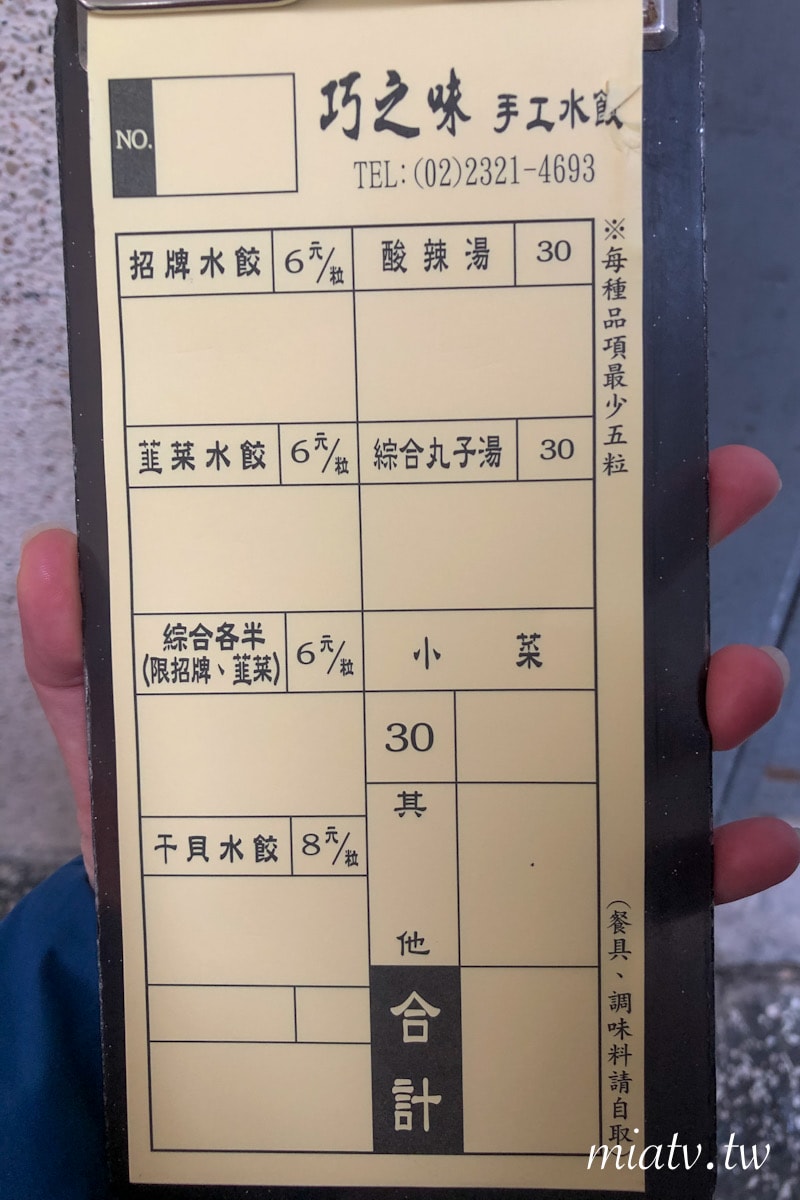 NO.
巧之味 手工水餃
TEL:(02)2321-4693
招牌水餃 6元/粒 酸辣湯 30
韮菜水餃 6元/粒 綜合丸子湯 30
綜合各半
(限招牌、韮菜) 6元/粒 小菜
30
干貝水餃 8元/粒 其他
合計
※每種品項最少五粒
(餐具、調味料請自取
miatv.tw